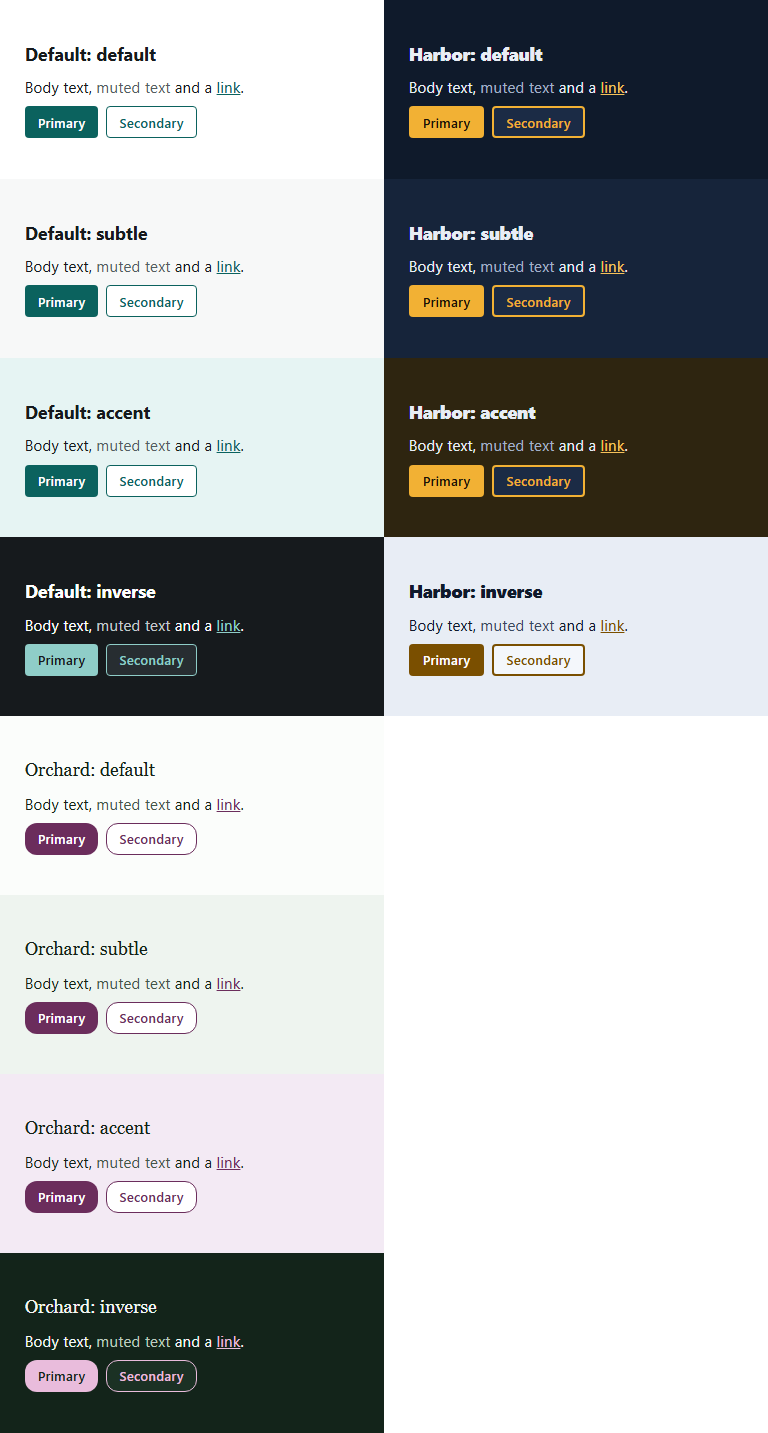 Default: default
Body text, muted text and a link.
Primary Secondary
Default: subtle
Body text, muted text and a link.
Primary Secondary
Default: accent
Body text, muted text and a link.
Primary Secondary
Default: inverse
Body text, muted text and a link.
Primary Secondary
Orchard: default
Body text, muted text and a link.
Primary Secondary
Orchard: subtle
Body text, muted text and a link.
Primary Secondary
Orchard: accent
Body text, muted text and a link.
Primary Secondary
Orchard: inverse
Body text, muted text and a link.
Primary Secondary
Harbor: default
Body text, muted text and a link.
Primary Secondary
Harbor: subtle
Body text, muted text and a link.
Primary Secondary
Harbor: accent
Body text, muted text and a link.
Primary Secondary
Harbor: inverse
Body text, muted text and a link.
Primary Secondary